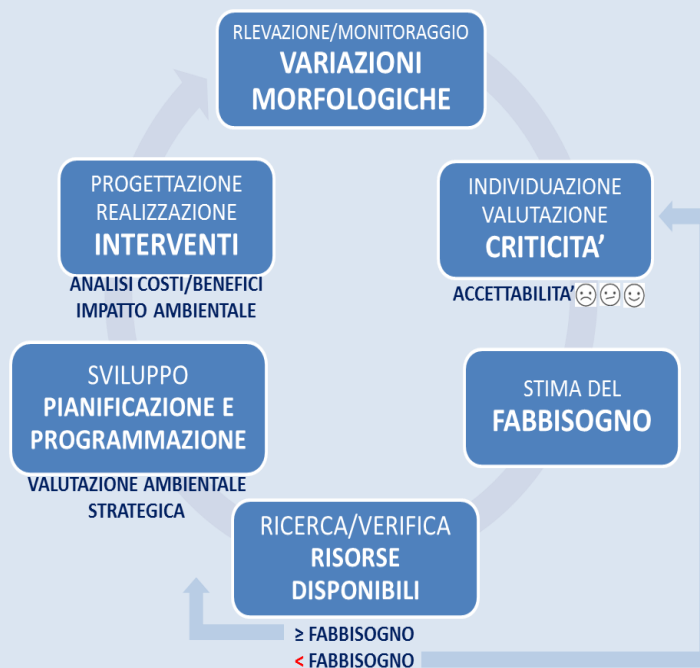 RLEVAZIONE/MONITORAGGIO
VARIAZIONI
MORFOLOGICHE
INDIVIDUAZIONE
VALUTAZIONE
CRITICITA’
ACCETTABILITA’
STIMA DEL
FABBISOGNO
RICERCA/VERIFICA
RISORSE
DISPONIBILI
≥ FABBISOGNO
< FABBISOGNO
SVILUPPO
PIANIFICAZIONE E
PROGRAMMAZIONE
VALUTAZIONE AMBIENTALE
STRATEGICA
PROGETTAZIONE
REALIZZAZIONE
INTERVENTI
ANALISI COSTI/BENEFICI
IMPATTO AMBIENTALE